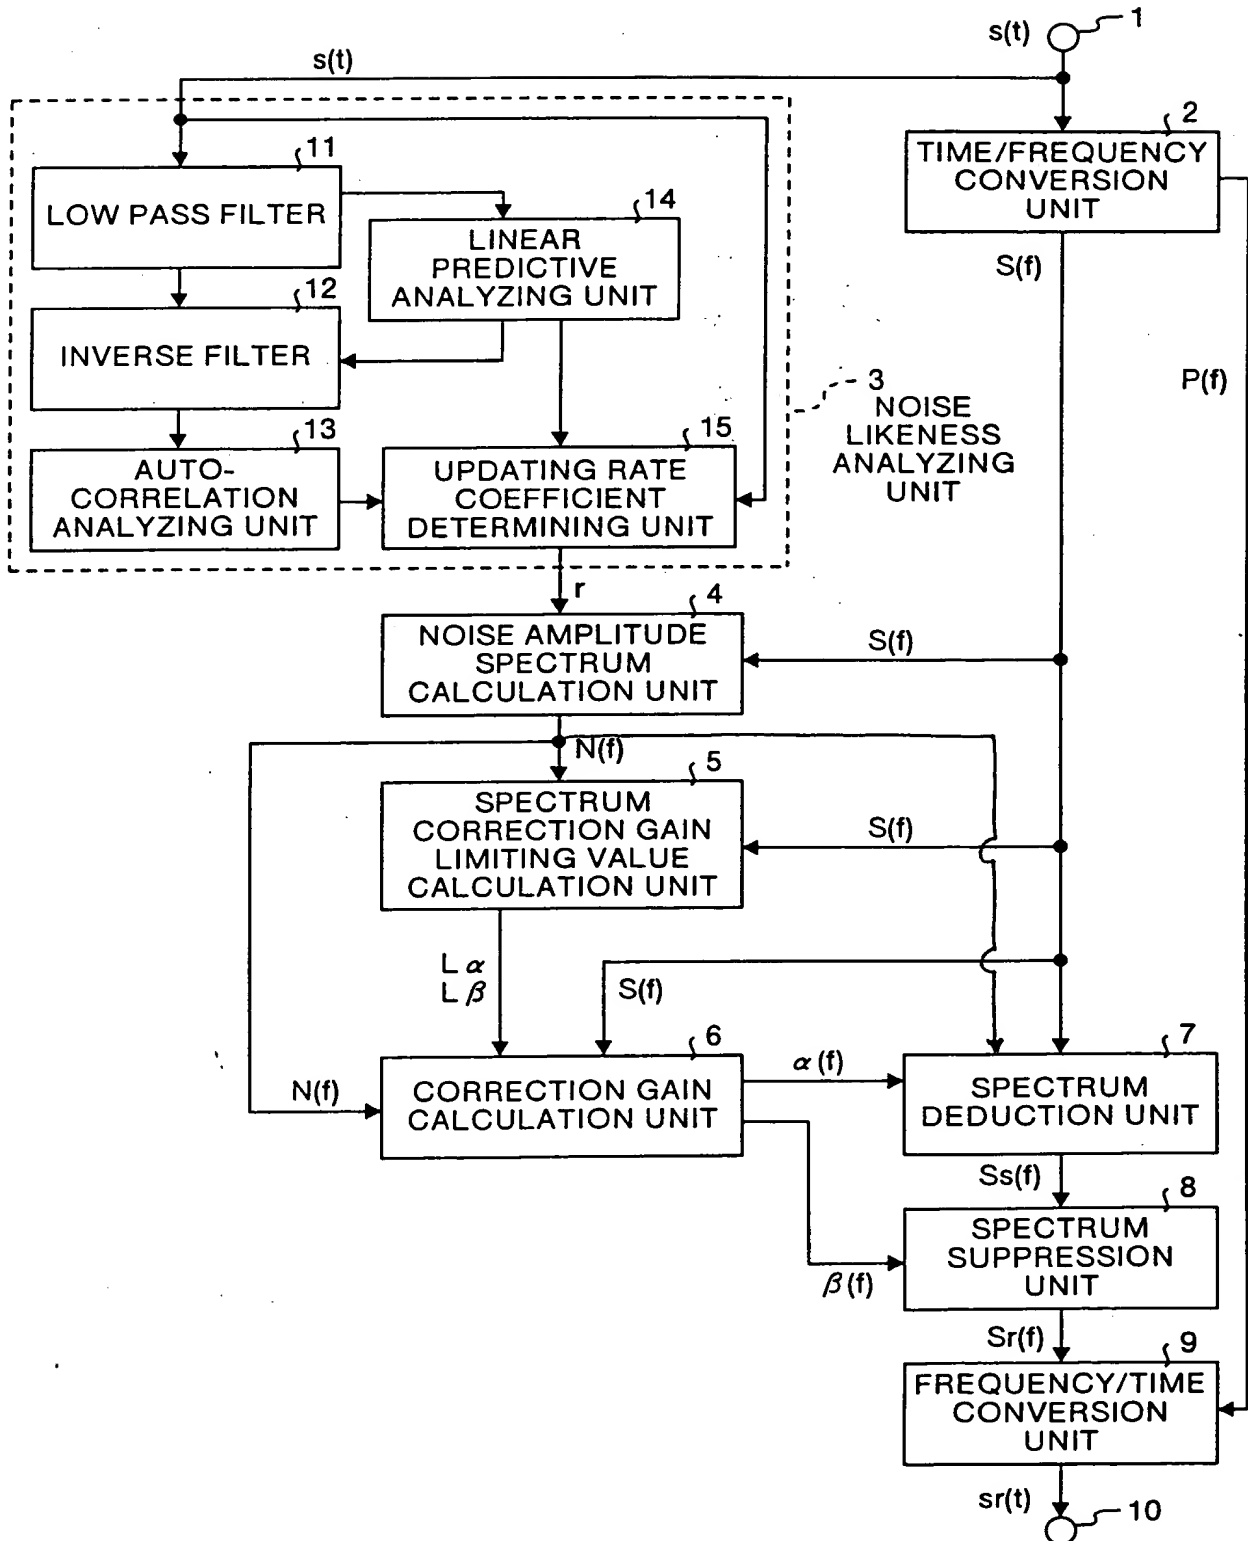 1
s(t)
s(t)
2
TIME/FREQUENCY
CONVERSION
UNIT
11
LOW PASS FILTER
14
LINEAR
PREDICTIVE
ANALYZING UNIT
S(f)
12
INVERSE FILTER
P(f)
3
NOISE
LIKENESS
ANALYZING
UNIT
13
AUTO-
CORRELATION
ANALYZING UNIT
15
UPDATING RATE
COEFFICIENT
DETERMINING UNIT
r
4
NOISE AMPLITUDE
SPECTRUM
CALCULATION UNIT
S(f)
N(f)
5
SPECTRUM
CORRECTION GAIN
LIMITING VALUE
CALCULATION UNIT
S(f)
L α
L β
S(f)
6
CORRECTION GAIN
CALCULATION UNIT
N(f)
α (f)
7
SPECTRUM
DEDUCTION UNIT
Ss(f)
8
SPECTRUM
SUPPRESSION
UNIT
β (f)
Sr(f)
9
FREQUENCY/TIME
CONVERSION
UNIT
sr(t)
10